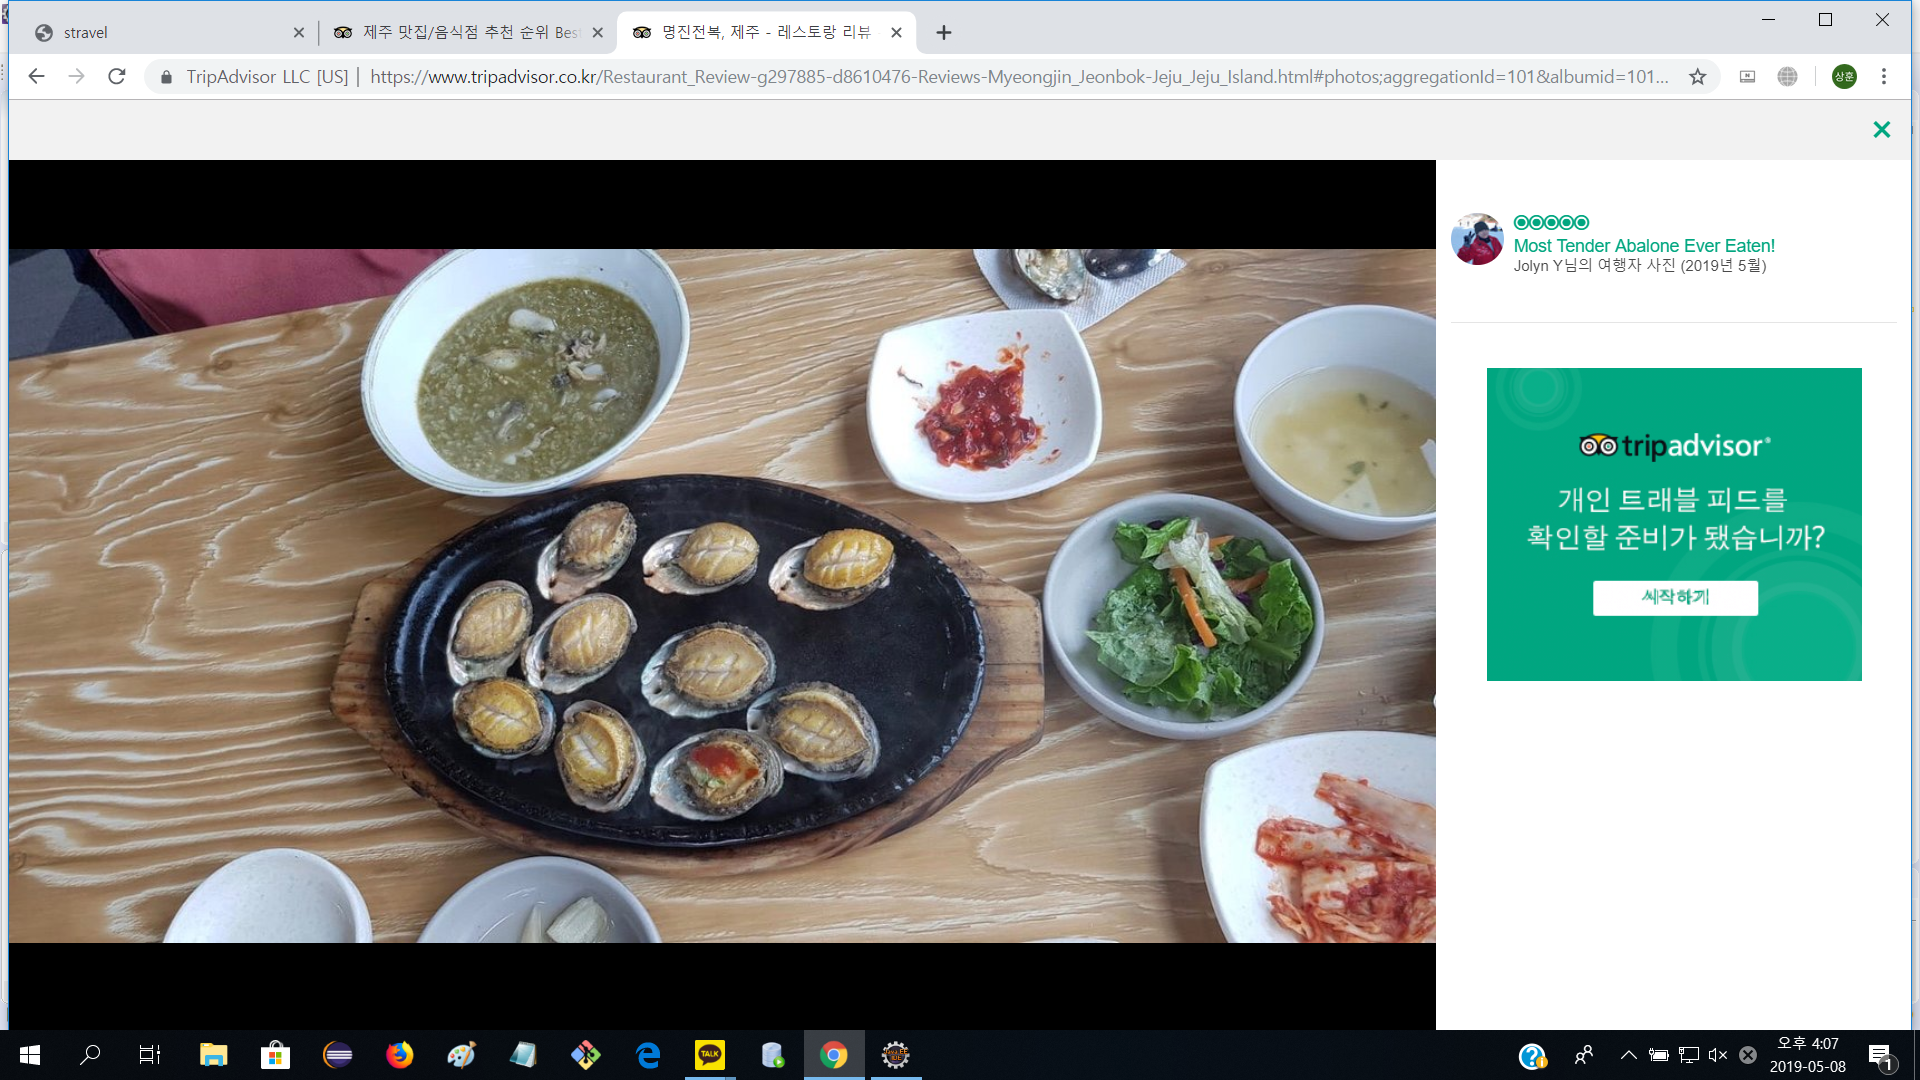 stravel
제주 맛집/음식점 추천 순위 Bes
명진전복, 제주 - 레스토랑 리뷰
TripAdvisor LLC [US] | https://www.tripadvisor.co.kr/Restaurant_Review-g297885-d8610476-Reviews-Myeongjin_Jeonbok-Jeju_Jeju_Island.html#photos;aggregationId=101&albumid=101...
상훈
Most Tender Abalone Ever Eaten!
Jolyn Y님의 여행자 사진 (2019년 5월)
tripadvisor
개인 트래블 피드를
확인할 준비가 됐습니까?
시작하기
TALK
오후 4:07
2019-05-08
1